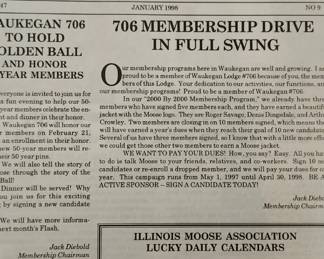 47
JANUARY 1998
NO 9
AUKEGAN 706
TO HOLD
OLDEN BALL
AND HONOR
YEAR MEMBERS
veryone is invited to join us for
a fun evening to help our 50-
year members celebrate the
and dinner in their honor.
Waukegan 706 will honor our
r members on February 21,
an enrollment in their honor.
new 50-year members will re-
their 50 year pins.
We will also tell the story of
ose through the story of the
Ball!
Dinner will be served! Why
you join us for this exciting
by signing a new candidate
We will have more informa-
next month's Flash.
Jack Diebold
Membership Chairman
706 MEMBERSHIP DRIVE
IN FULL SWING
Our membership programs here in Waukegan are well and growing. I am
proud to be a member of Waukegan Lodge #706 because of you, the mem-
bers of this Lodge. Your dedication to our activities, our functions, and
our membership programs! Proud to be a member of Waukegan #706.
In our "2000 By 2000 Membership Program," we already have three
members who have signed five members each, and they have earned a beautiful
jacket with the Moose logo. They are Roger Savage, Denis Dingsdale, and Arthur
Crowley. Two members are closing in on 10 members signed, which means they
will have earned a year's dues when they reach their goal of 10 new candidates.
Several of us have three members signed, so I know that with a little more effort
we could get those other two members to earn a Moose jacket.
WE WANT TO PAY YOUR DUES! How, you say? Easy. All you have
to do is talk Moose to your friends, relatives, and co-workers. Sign 10 new
candidates or re-enroll a dropped member, and we will pay your dues for one
year. This campaign runs from May 1, 1997 until April 30, 1998. BE AN
ACTIVE SPONSOR – SIGN A CANDIDATE TODAY!
Jack Diebold
Membership Chairman
ILLINOIS MOOSE ASSOCIATION
LUCKY DAILY CALENDARS